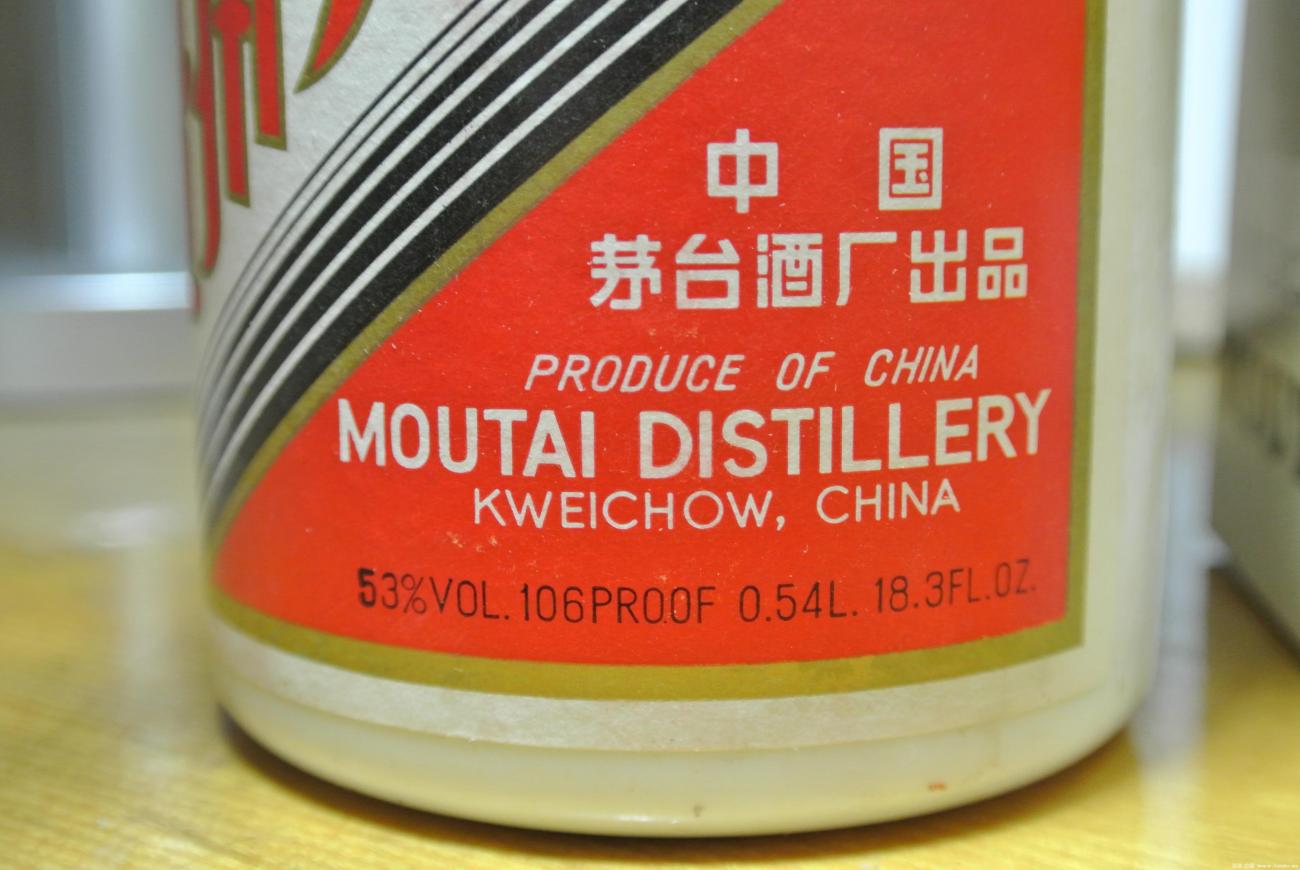 中国
茅台酒厂出品
PRODUCE OF CHINA
MOUTAI DISTILLERY
KWEICHOW, CHINA
53%VOL. 106PROOF 0.54L. 18.3FL.OZ.